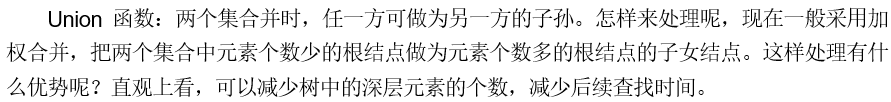 Union 函数：两个集合并时，任一方可做为另一方的子孙。怎样来处理呢，现在一般采用加
权合并，把两个集合中元素个数少的根结点做为元素个数多的根结点的子女结点。这样处理有什
么优势呢？直观上看，可以减少树中的深层元素的个数，减少后续查找时间。